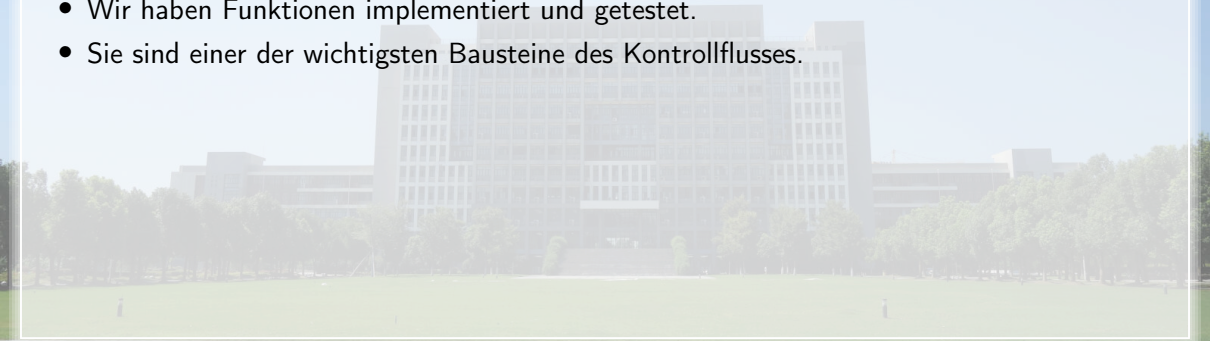 • Wir haben Funktionen implementiert und getestet.
• Sie sind einer der wichtigsten Bausteine des Kontrollflusses.